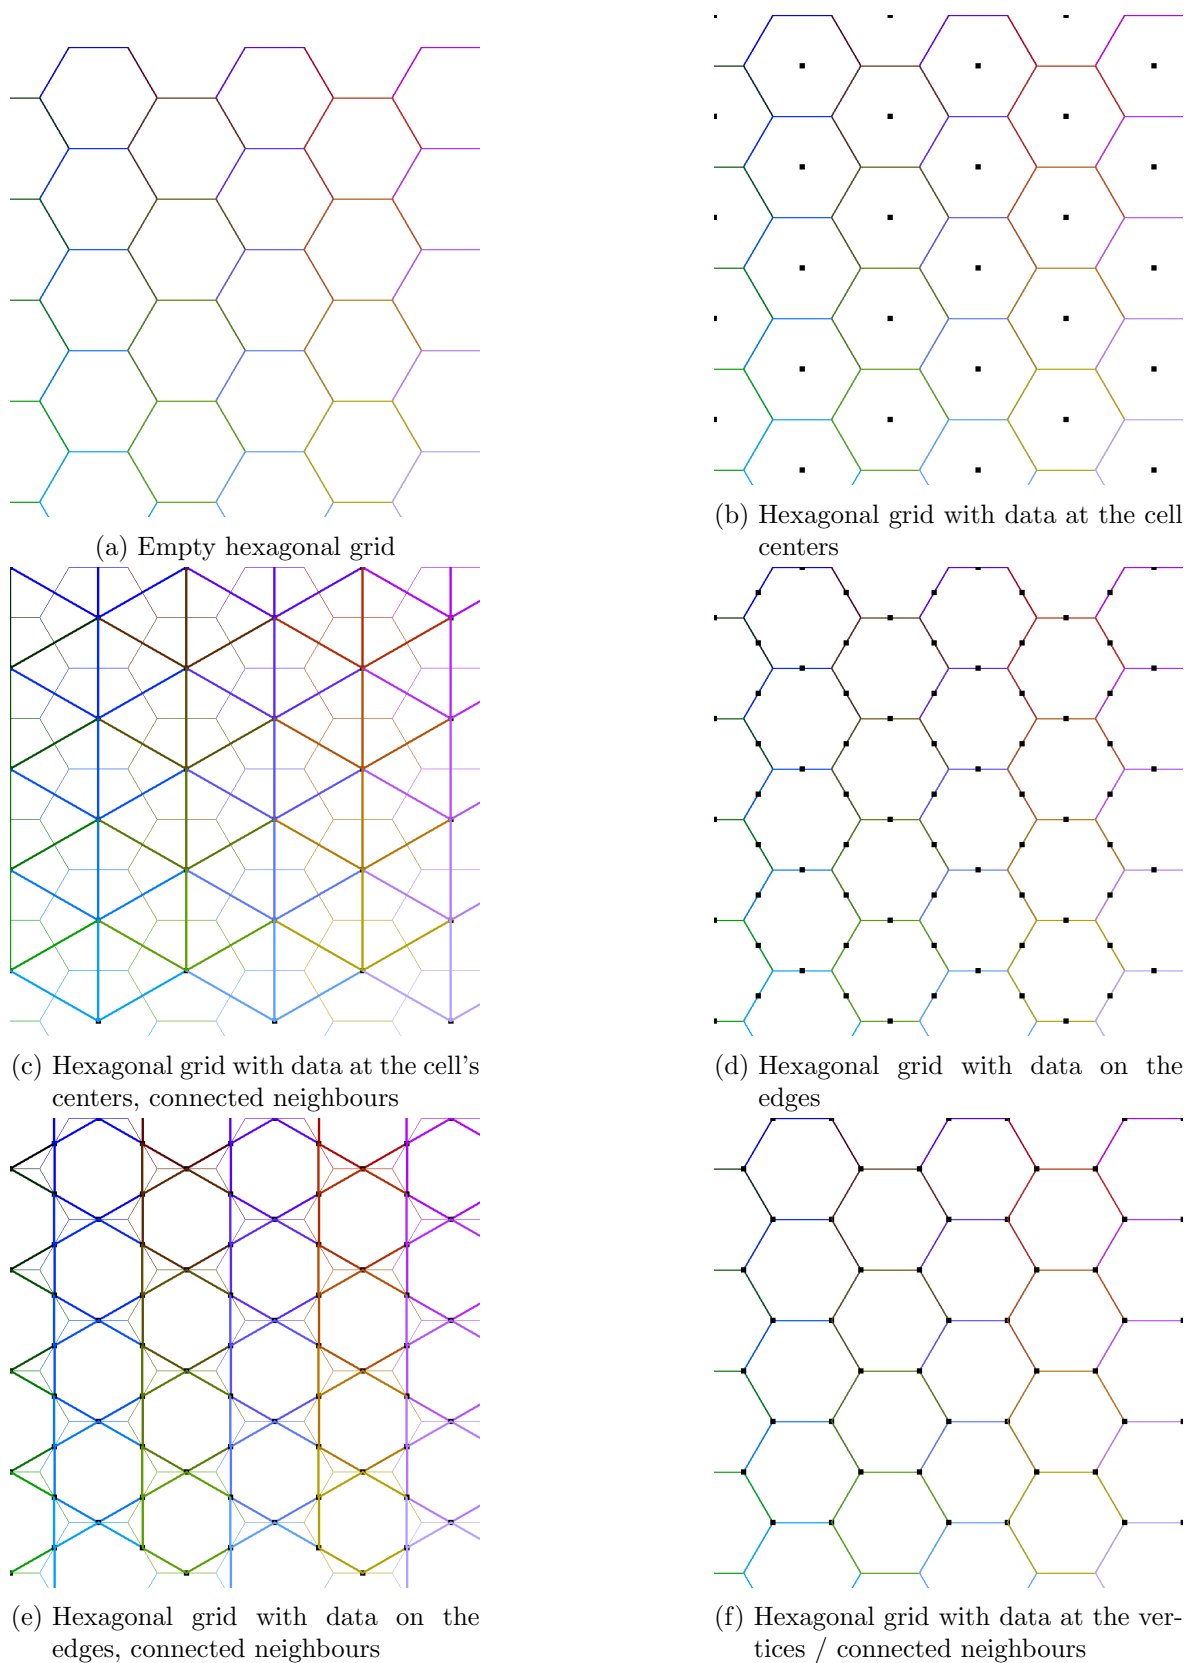 (a) Empty hexagonal grid
(b) Hexagonal grid with data at the cell
centers
(c) Hexagonal grid with data at the cell's
centers, connected neighbours
(d) Hexagonal grid with data on the
edges
(e) Hexagonal grid with data on the
edges, connected neighbours
(f) Hexagonal grid with data at the ver-
tices / connected neighbours